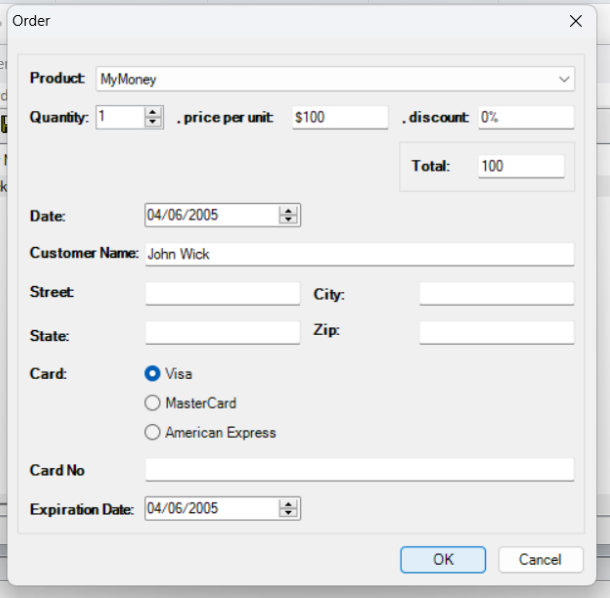 Order
Product: MyMoney
Quantity: 1 , price per unit: $100 , discount: 0%
Total: 100
Date: 04/06/2005
Customer Name: John Wick
Street: City:
State: Zip:
Card: Visa
MasterCard
American Express
Card No
Expiration Date: 04/06/2005
OK Cancel